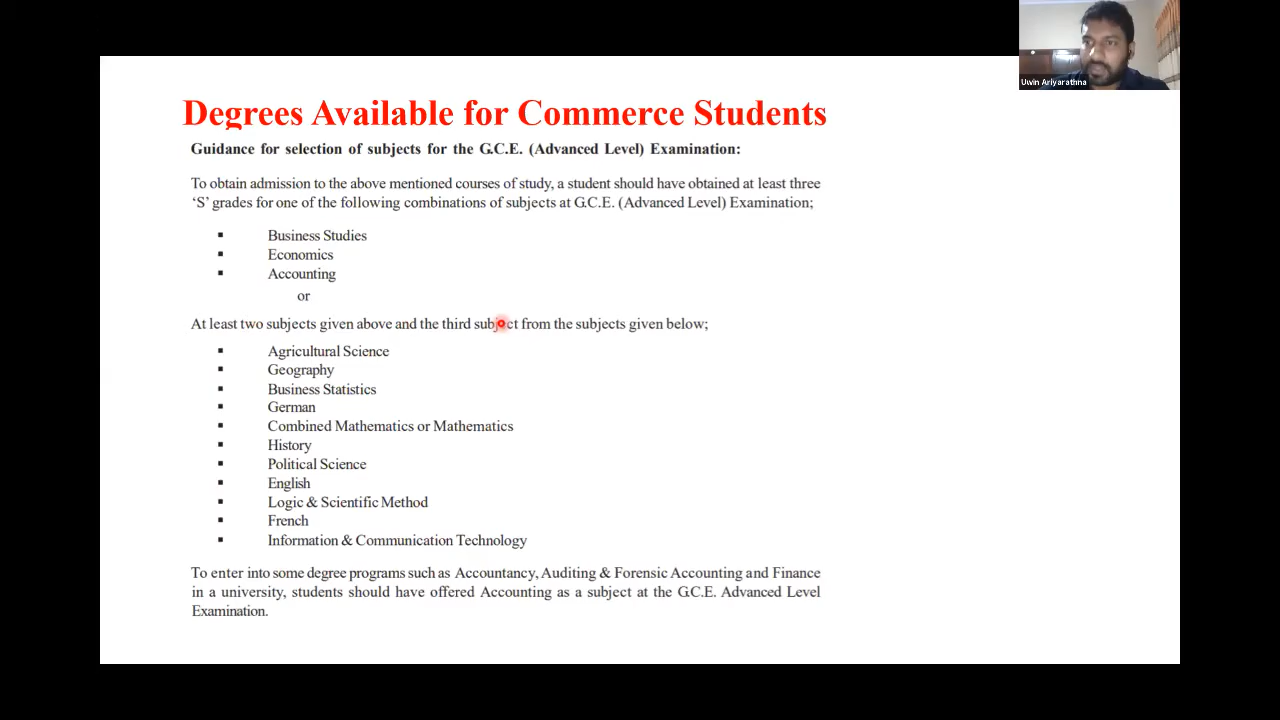 Uwin Ariyarathna
Degrees Available for Commerce Students
Guidance for selection of subjects for the G.C.E. (Advanced Level) Examination:
To obtain admission to the above mentioned courses of study, a student should have obtained at least three
‘S’ grades for one of the following combinations of subjects at G.C.E. (Advanced Level) Examination;
▪ Business Studies
▪ Economics
▪ Accounting
or
At least two subjects given above and the third subject from the subjects given below;
▪ Agricultural Science
▪ Geography
▪ Business Statistics
▪ German
▪ Combined Mathematics or Mathematics
▪ History
▪ Political Science
▪ English
▪ Logic & Scientific Method
▪ French
▪ Information & Communication Technology
To enter into some degree programs such as Accountancy, Auditing & Forensic Accounting and Finance
in a university, students should have offered Accounting as a subject at the G.C.E. Advanced Level
Examination.